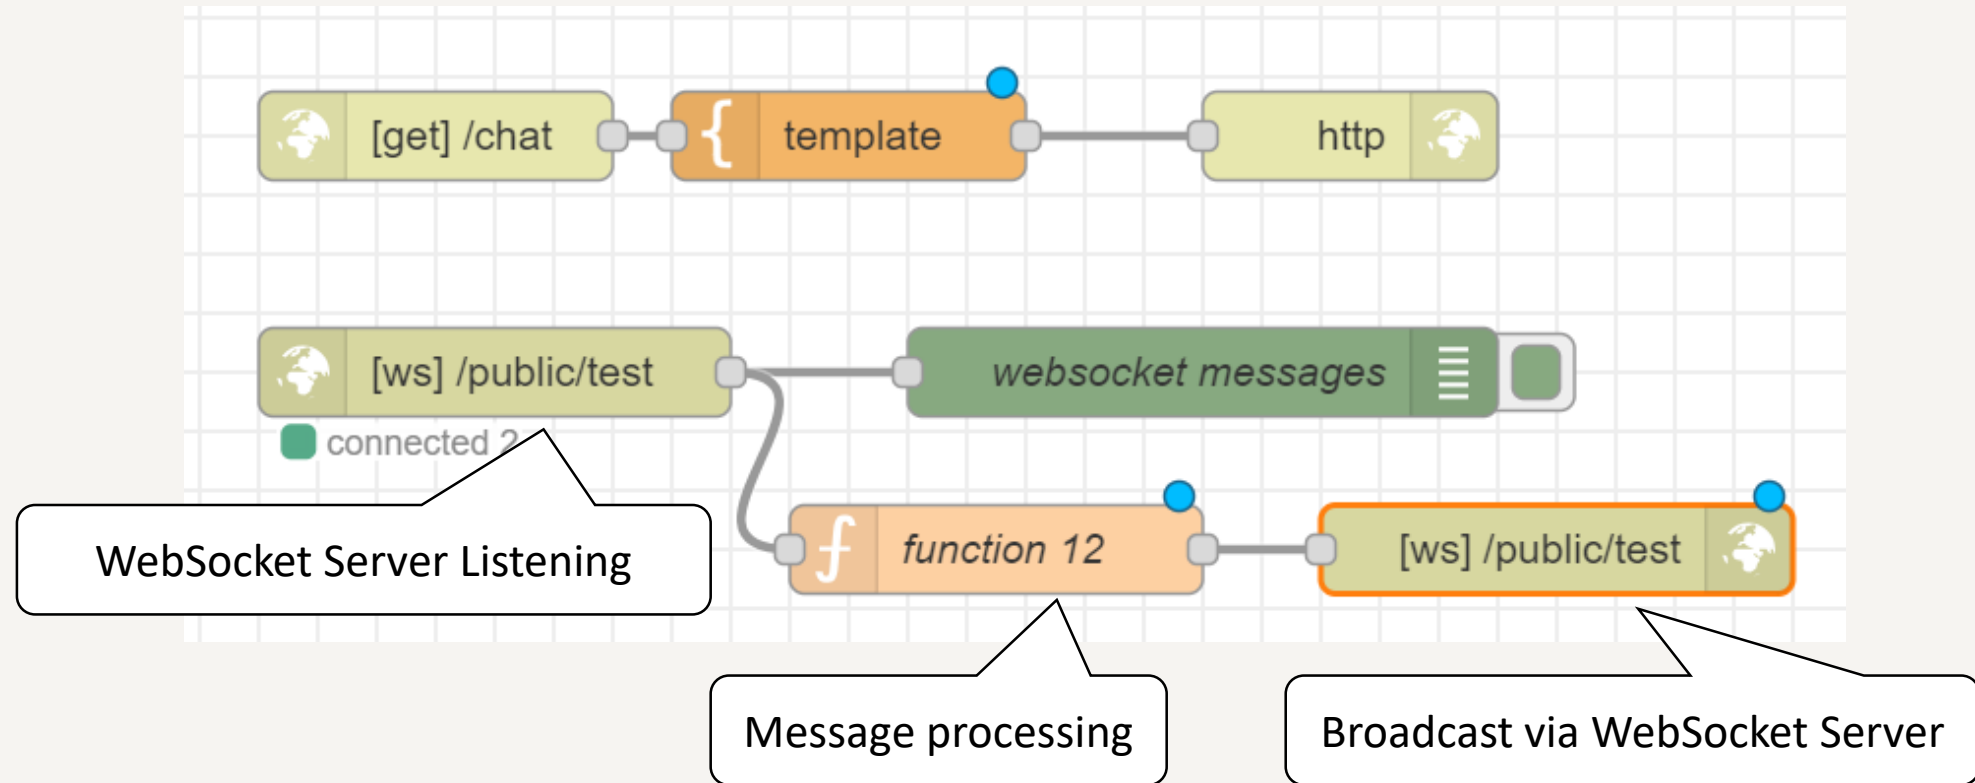 [get] /chat
template
http
[ws] /public/test
websocket messages
connected 2
function 12
[ws] /public/test
WebSocket Server Listening
Message processing
Broadcast via WebSocket Server